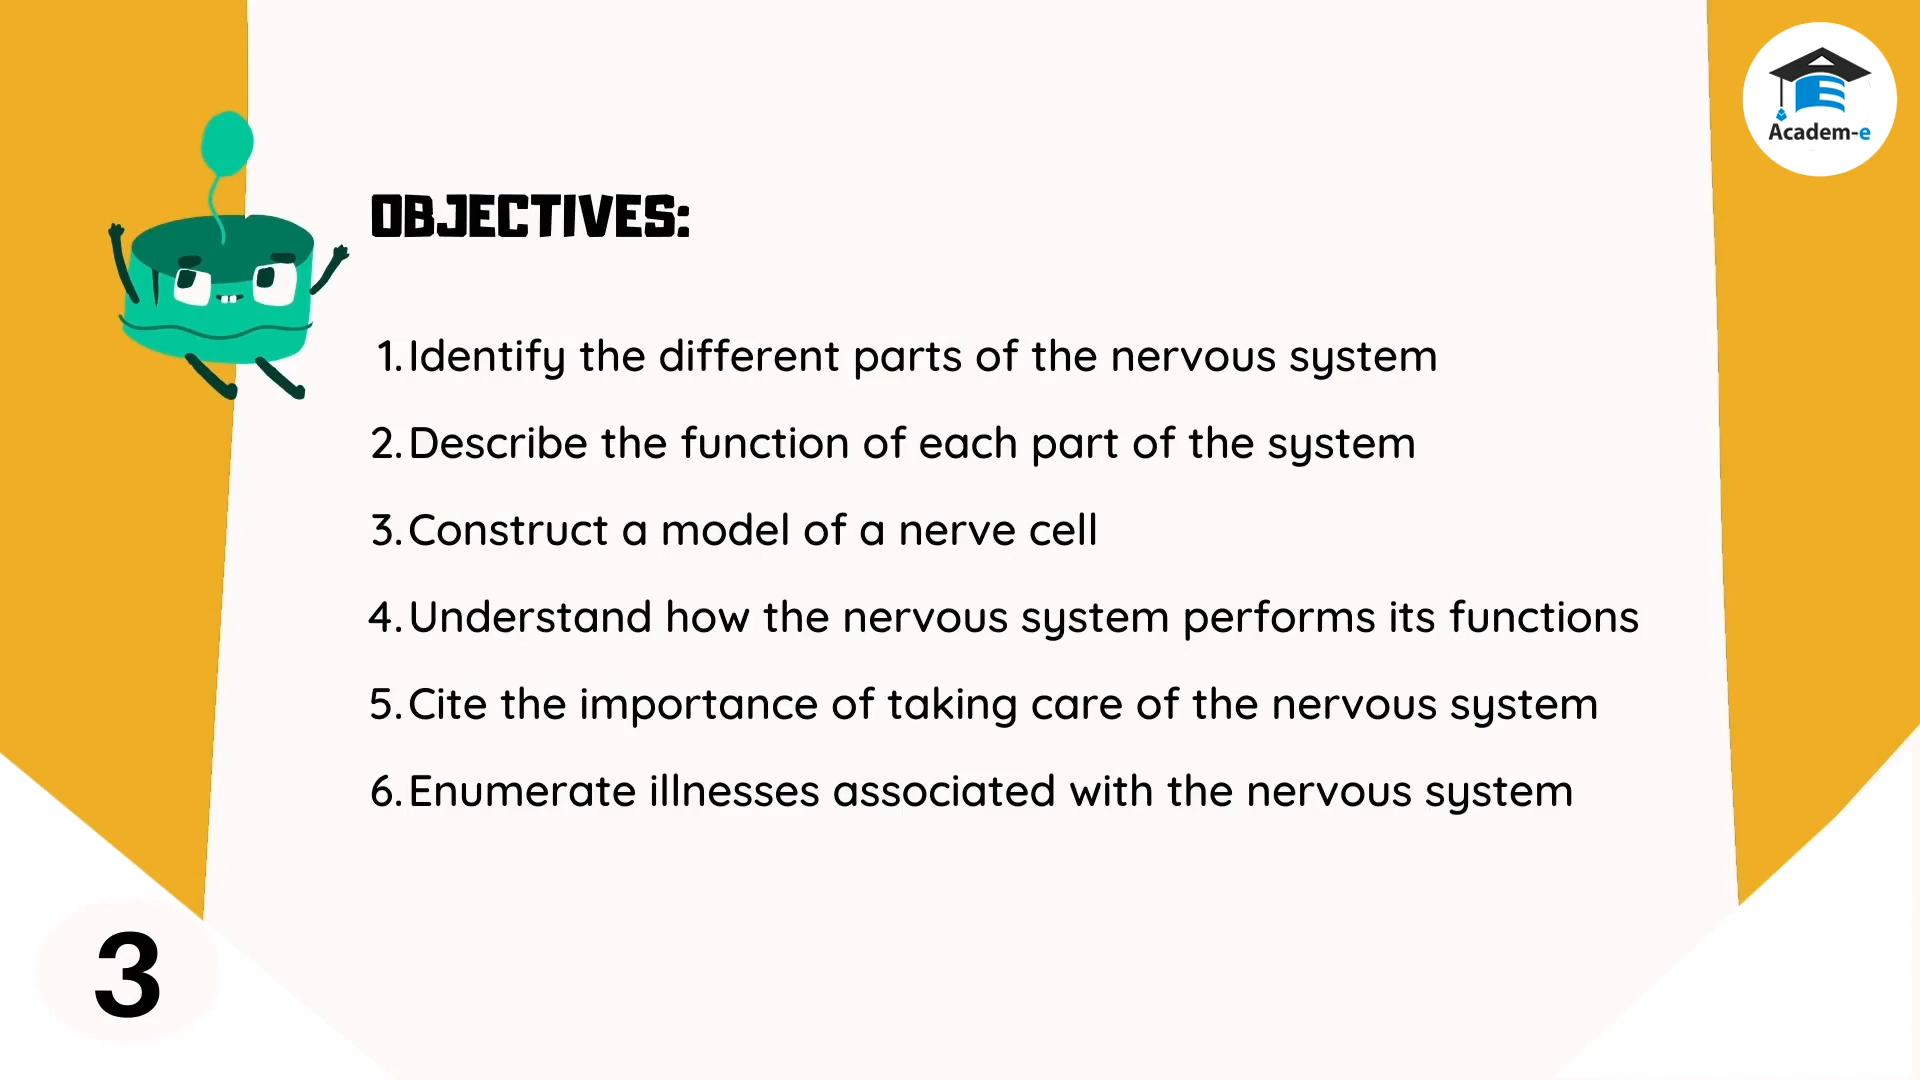 Academ-e
OBJECTIVES:
1. Identify the different parts of the nervous system
2. Describe the function of each part of the system
3. Construct a model of a nerve cell
4. Understand how the nervous system performs its functions
5. Cite the importance of taking care of the nervous system
6. Enumerate illnesses associated with the nervous system
3